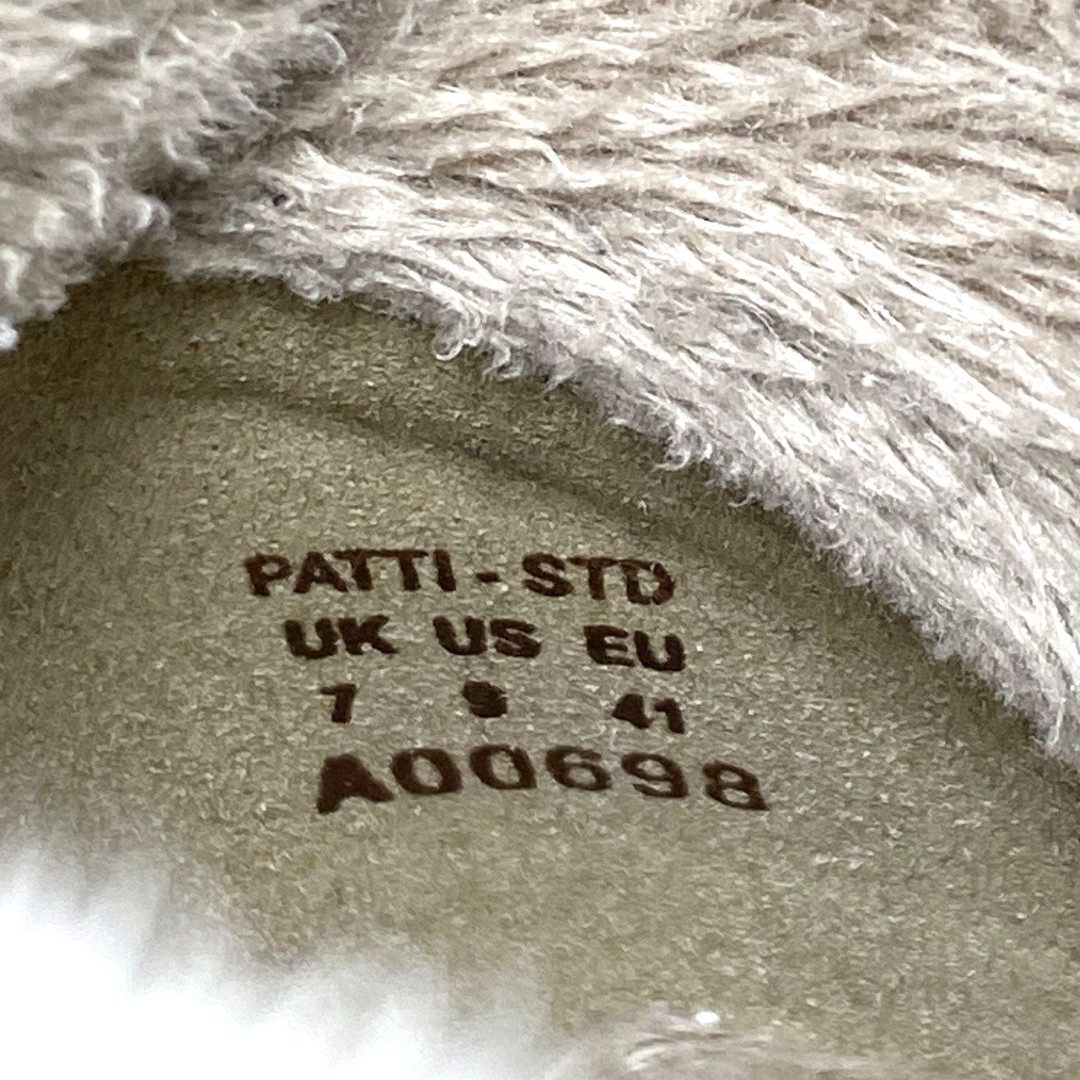 PATTI - STD
UK US EU
7 9 41
A00698